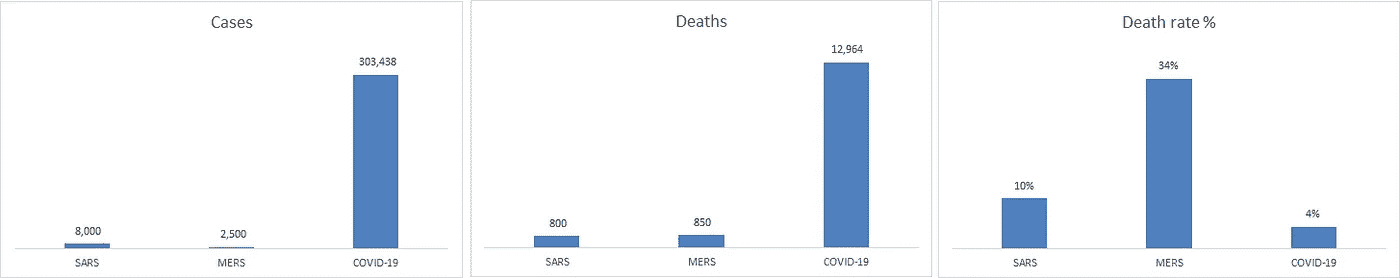 Cases
303,438
8,000
2,500
SARS
MERS
COVID-19
Deaths
12,964
800
850
SARS
MERS
COVID-19
Death rate %
34%
10%
4%
SARS
MERS
COVID-19